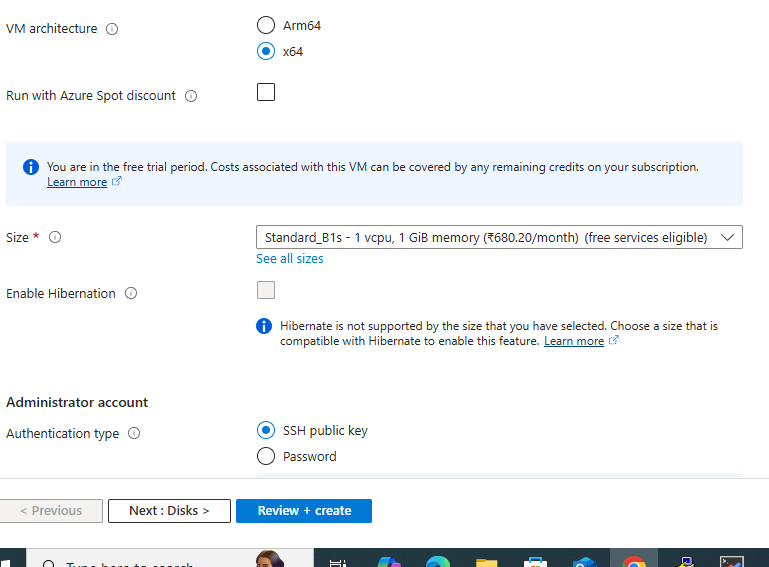 VM architecture
Arm64
x64
Run with Azure Spot discount
You are in the free trial period. Costs associated with this VM can be covered by any remaining credits on your subscription.
Learn more
Size *
Standard_B1s - 1 vcpu, 1 GiB memory (₹680.20/month) (free services eligible)
See all sizes
Enable Hibernation
Hibernate is not supported by the size that you have selected. Choose a size that is
compatible with Hibernate to enable this feature. Learn more
Administrator account
Authentication type
SSH public key
Password
< Previous
Next : Disks >
Review + create
Type here to search